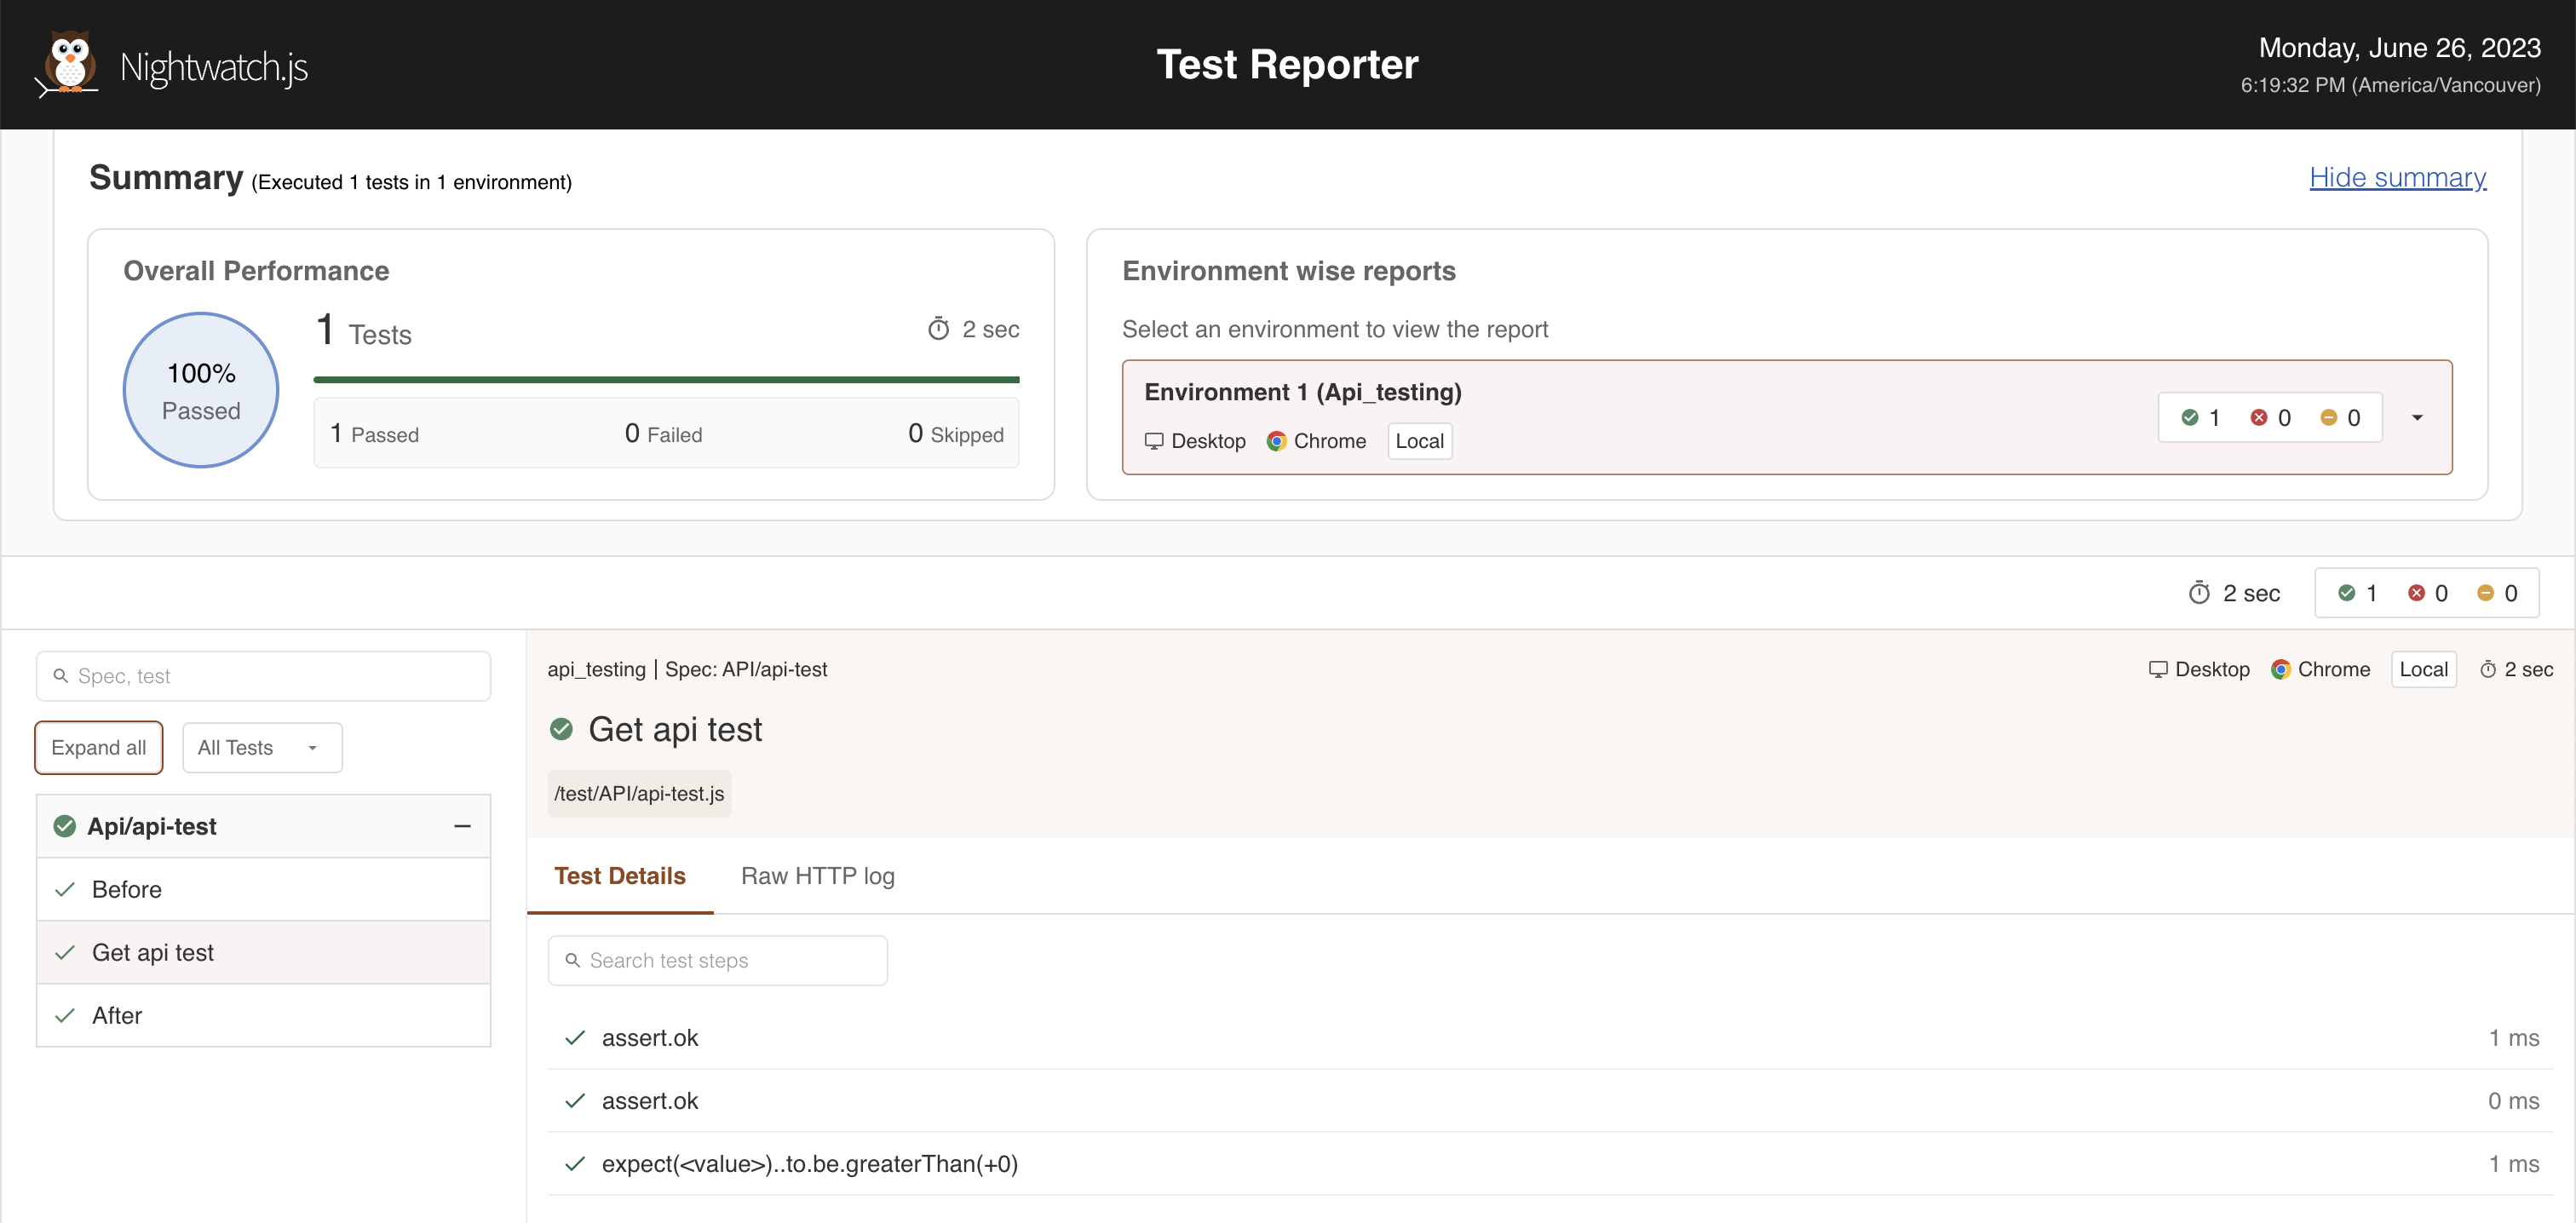 Nightwatch.js
Test Reporter
Monday, June 26, 2023
6:19:32 PM (America/Vancouver)
Summary (Executed 1 tests in 1 environment)
Hide summary
Overall Performance
100%
Passed
1 Tests
2 sec
1 Passed
0 Failed
0 Skipped
Environment wise reports
Select an environment to view the report
Environment 1 (Api_testing)
Desktop
Chrome
Local
1 0 0
2 sec
1 0 0
Spec, test
Expand all
All Tests
Api/api-test
Before
Get api test
After
api_testing | Spec: API/api-test
Desktop
Chrome
Local
2 sec
Get api test
/test/API/api-test.js
Test Details
Raw HTTP log
Search test steps
assert.ok 1 ms
assert.ok 0 ms
expect(<value>)..to.be.greaterThan(+0) 1 ms